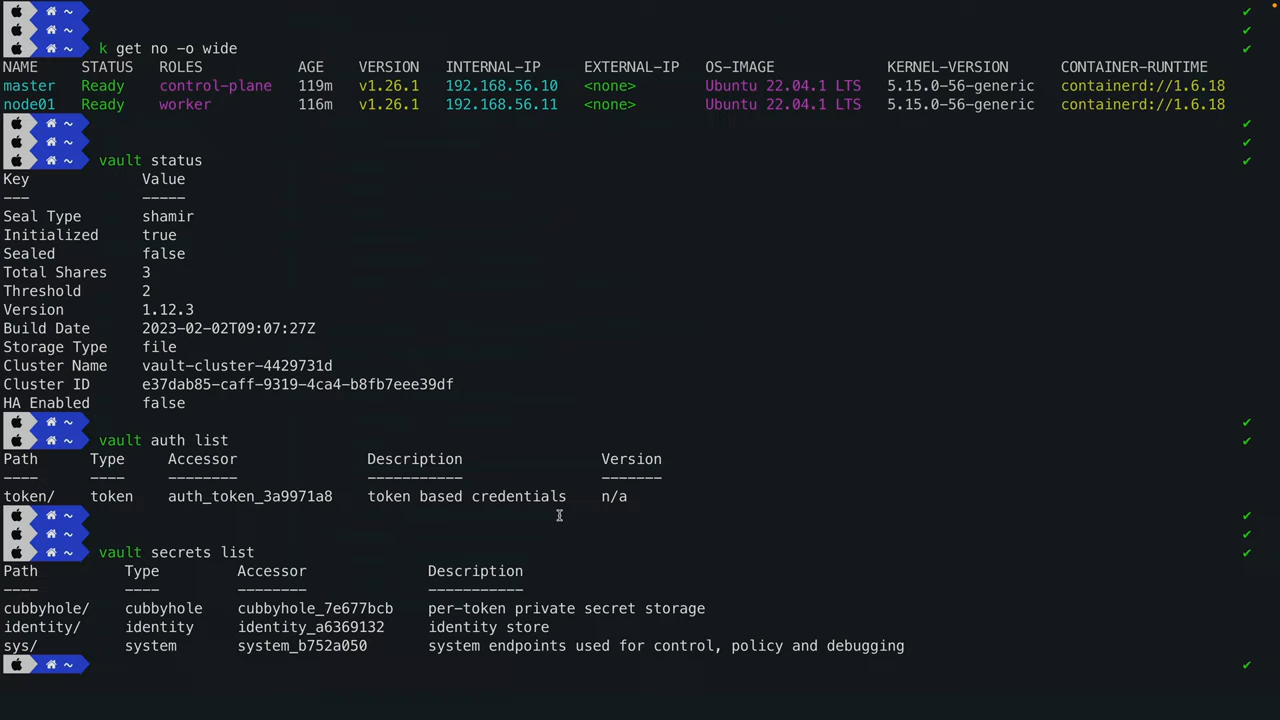 ~
~
~ k get no -o wide
NAME STATUS ROLES AGE VERSION INTERNAL-IP EXTERNAL-IP OS-IMAGE KERNEL-VERSION CONTAINER-RUNTIME
master Ready control-plane 119m v1.26.1 192.168.56.10 <none> Ubuntu 22.04.1 LTS 5.15.0-56-generic containerd://1.6.18
node01 Ready worker 116m v1.26.1 192.168.56.11 <none> Ubuntu 22.04.1 LTS 5.15.0-56-generic containerd://1.6.18
~
~
~ vault status
Key Value
--- -----
Seal Type shamir
Initialized true
Sealed false
Total Shares 3
Threshold 2
Version 1.12.3
Build Date 2023-02-02T09:07:27Z
Storage Type file
Cluster Name vault-cluster-4429731d
Cluster ID e37dab85-caff-9319-4ca4-b8fb7eee39df
HA Enabled false
~
~ vault auth list
Path Type Accessor Description Version
---- ---- -------- ----------- -------
token/ token auth_token_3a9971a8 token based credentials n/a
~
~
~ vault secrets list
Path Type Accessor Description
---- ---- -------- -----------
cubbyhole/ cubbyhole cubbyhole_7e677bcb per-token private secret storage
identity/ identity identity_a6369132 identity store
sys/ system system_b752a050 system endpoints used for control, policy and debugging
~